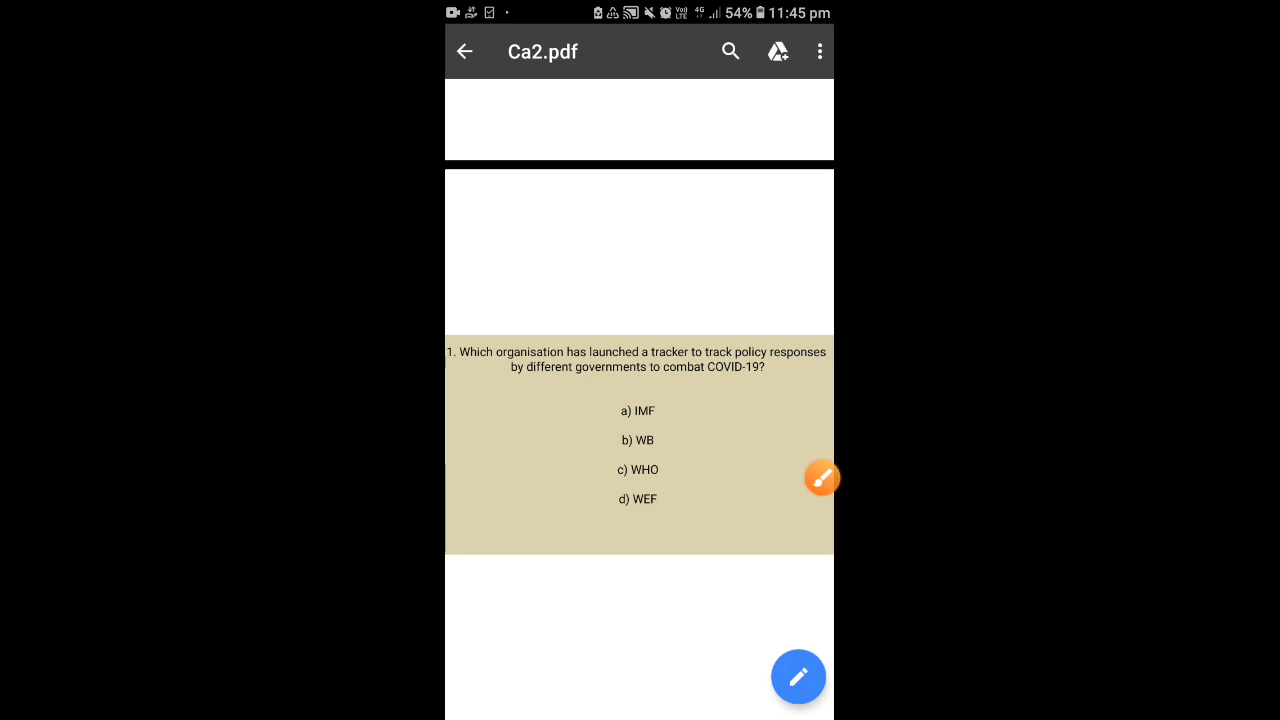 54% 11:45 pm
Ca2.pdf
1. Which organisation has launched a tracker to track policy responses
by different governments to combat COVID-19?
a) IMF
b) WB
c) WHO
d) WEF